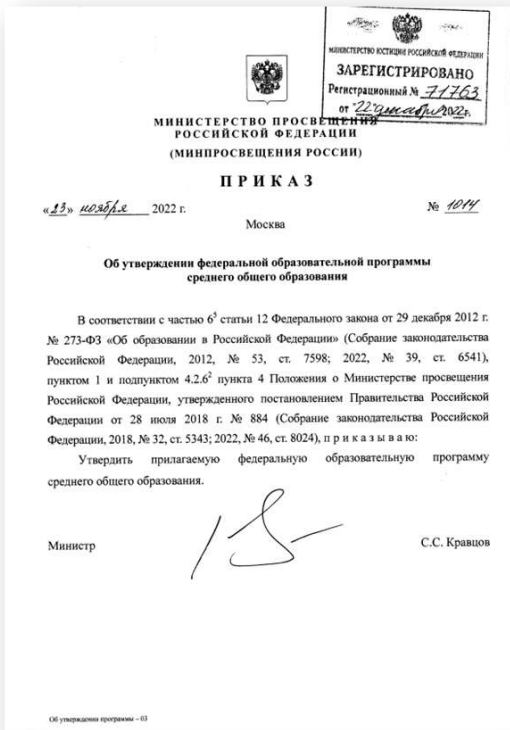 МИНИСТЕРСТВО ЮСТИЦИИ РОССИЙСКОЙ ФЕДЕРАЦИИ
ЗАРЕГИСТРИРОВАНО
Регистрационный № 71763
от "22" декабря 2022г.
МИНИСТЕРСТВО ПРОСВЕЩЕНИЯ
РОССИЙСКОЙ ФЕДЕРАЦИИ
(МИНПРОСВЕЩЕНИЯ РОССИИ)
ПРИКАЗ
«23» ноября 2022 г.
№ 1014
Москва
Об утверждении федеральной образовательной программы
среднего общего образования
В соответствии с частью 6⁵ статьи 12 Федерального закона от 29 декабря 2012 г.
№ 273-ФЗ «Об образовании в Российской Федерации» (Собрание законодательства
Российской Федерации, 2012, № 53, ст. 7598; 2022, № 39, ст. 6541),
пунктом 1 и подпунктом 4.2.6² пункта 4 Положения о Министерстве просвещения
Российской Федерации, утвержденного постановлением Правительства Российской
Федерации от 28 июля 2018 г. № 884 (Собрание законодательства Российской
Федерации, 2018, № 32, ст. 5343; 2022, № 46, ст. 8024), п р и к а з ы в а ю:
Утвердить прилагаемую федеральную образовательную программу
среднего общего образования.
Министр
С.С. Кравцов
Об утверждении программы – 03